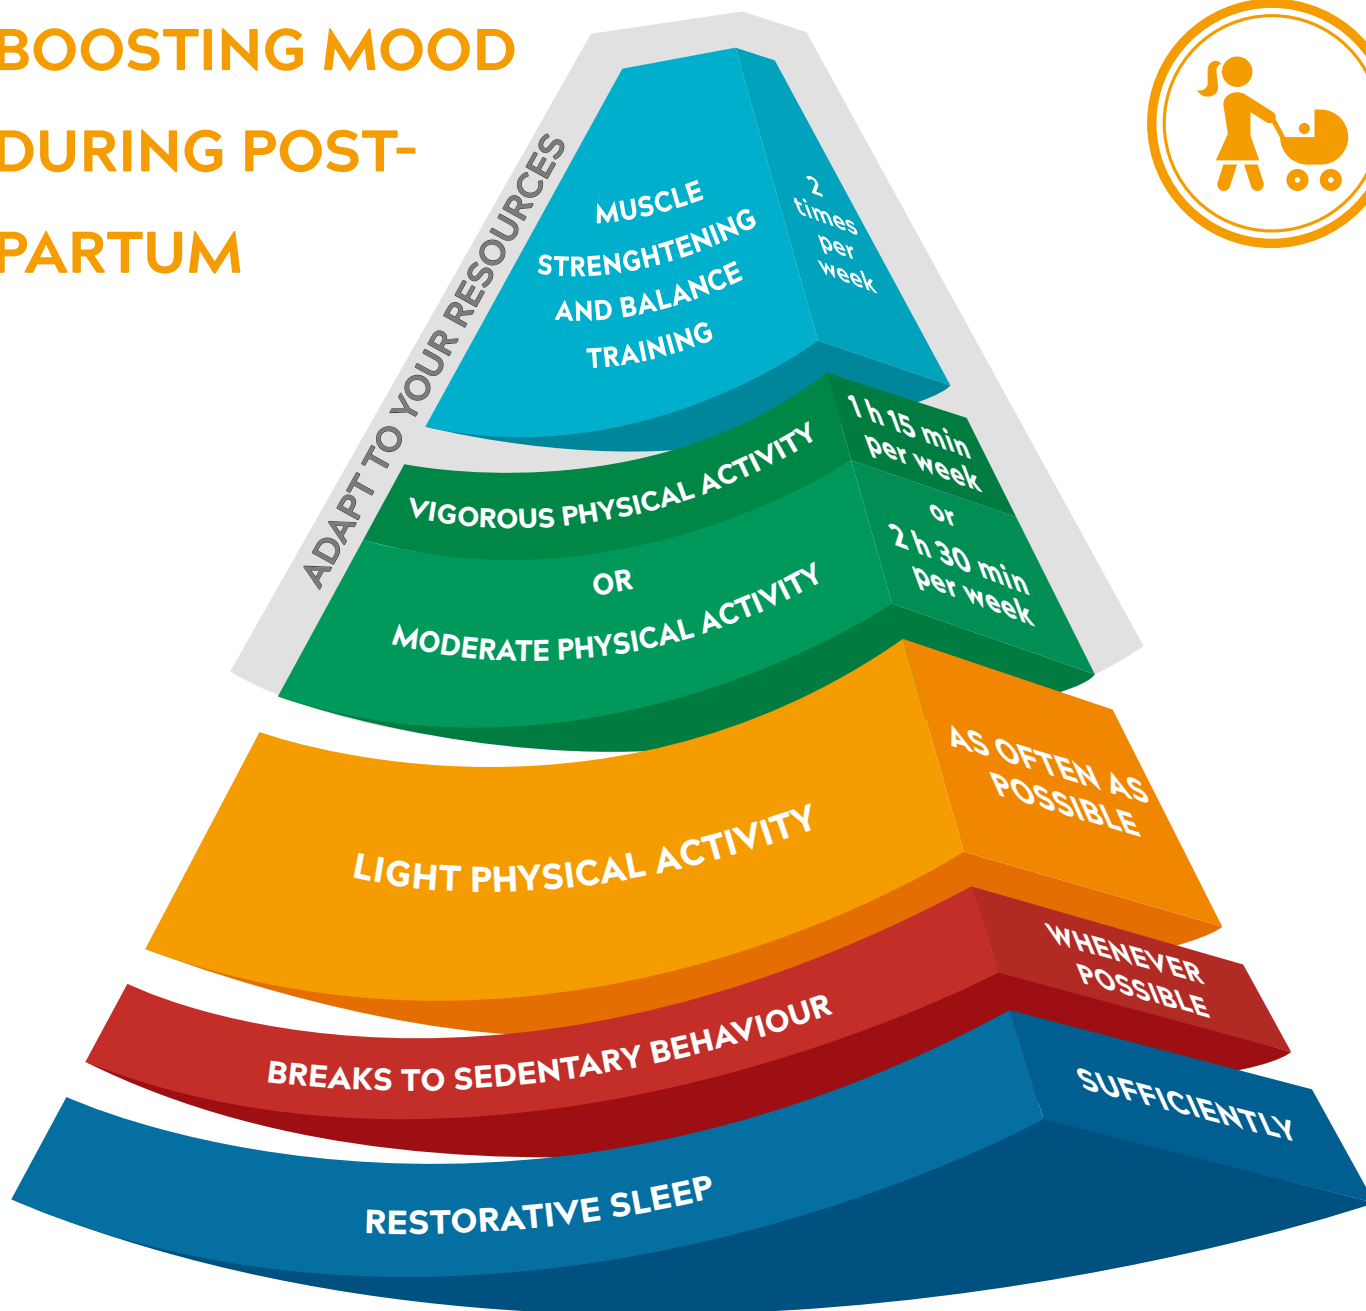 BOOSTING MOOD
DURING POST-
PARTUM
ADAPT TO YOUR RESOURCES
MUSCLE
STRENGHTENING
AND BALANCE
TRAINING
2
times
per
week
VIGOROUS PHYSICAL ACTIVITY
1 h 15 min
per week
OR
or
MODERATE PHYSICAL ACTIVITY
2 h 30 min
per week
LIGHT PHYSICAL ACTIVITY
AS OFTEN AS
POSSIBLE
BREAKS TO SEDENTARY BEHAVIOUR
WHENEVER
POSSIBLE
RESTORATIVE SLEEP
SUFFICIENTLY